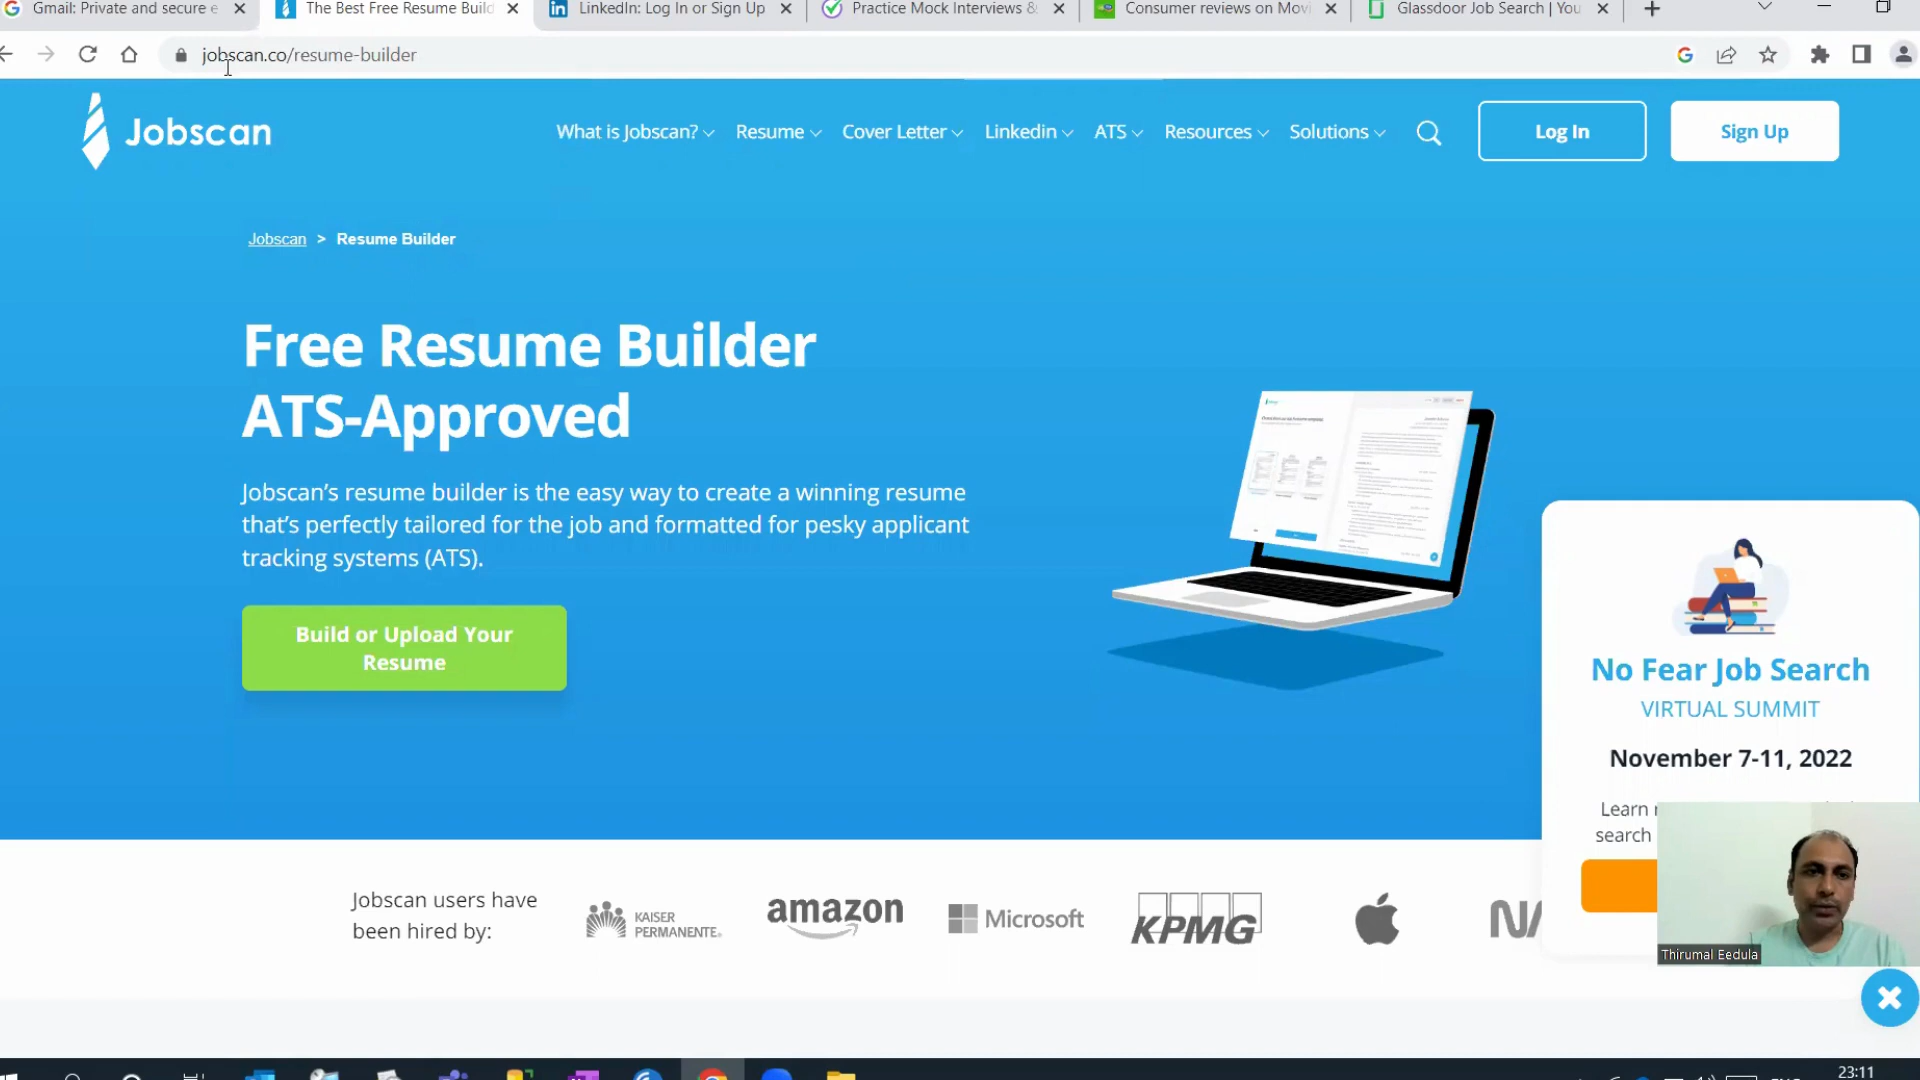 Gmail: Private and secure e
The Best Free Resume Build
LinkedIn: Log In or Sign Up
Practice Mock Interviews &
Consumer reviews on Movi
Glassdoor Job Search | You
jobscan.co/resume-builder
Jobscan
What is Jobscan?
Resume
Cover Letter
Linkedin
ATS
Resources
Solutions
Log In
Sign Up
Jobscan > Resume Builder
Free Resume Builder
ATS-Approved
Jobscan’s resume builder is the easy way to create a winning resume
that’s perfectly tailored for the job and formatted for pesky applicant
tracking systems (ATS).
Build or Upload Your
Resume
No Fear Job Search
VIRTUAL SUMMIT
November 7-11, 2022
Learn
search
Jobscan users have
been hired by:
KAISER
PERMANENTE®
amazon
Microsoft
KPMG
Thirumal Eedula
23:11